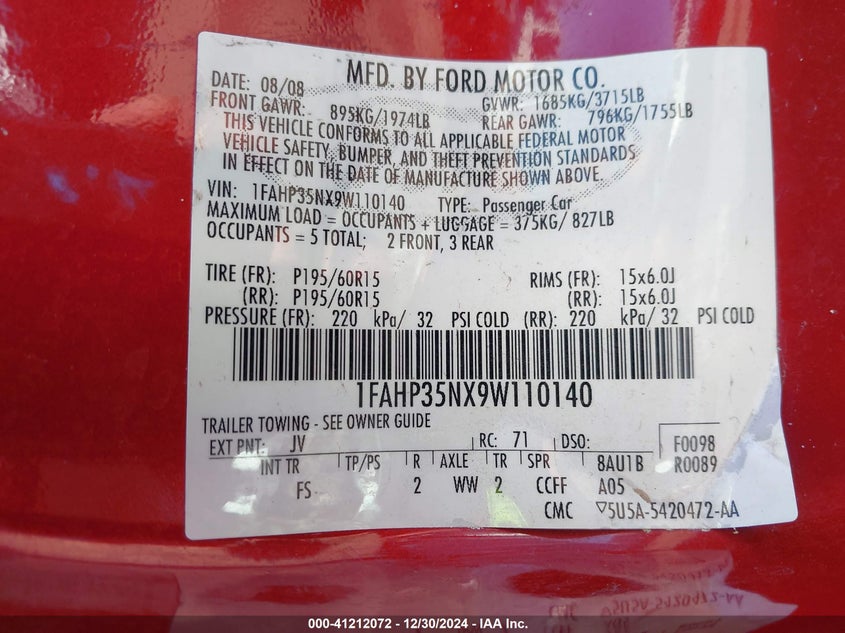 MFD. BY FORD MOTOR CO.
DATE: 08/08 GVWR: 1685KG/3715LB
FRONT GAWR: 895KG/1974LB REAR GAWR: 796KG/1755LB
THIS VEHICLE CONFORMS TO ALL APPLICABLE FEDERAL MOTOR
VEHICLE SAFETY, BUMPER, AND THEFT PREVENTION STANDARDS
IN EFFECT ON THE DATE OF MANUFACTURE SHOWN ABOVE.
VIN: 1FAHP35NX9W110140 TYPE: Passenger Car
MAXIMUM LOAD = OCCUPANTS + LUGGAGE = 375KG/ 827LB
OCCUPANTS = 5 TOTAL; 2 FRONT, 3 REAR
TIRE (FR): P195/60R15 RIMS (FR): 15x6.0J
(RR): P195/60R15 (RR): 15x6.0J
PRESSURE (FR): 220 kPa/ 32 PSI COLD (RR): 220 kPa/ 32 PSI COLD
1FAHP35NX9W110140
TRAILER TOWING - SEE OWNER GUIDE
EXT PNT: JV RC: 71 DSO: F0098
INT TR TP/PS R AXLE TR SPR 8AU1B R0089
FS 2 WW 2 CCFF A05
CMC ▽5U5A-5420472-AA
000-41212072 - 12/30/2024 - IAA Inc.